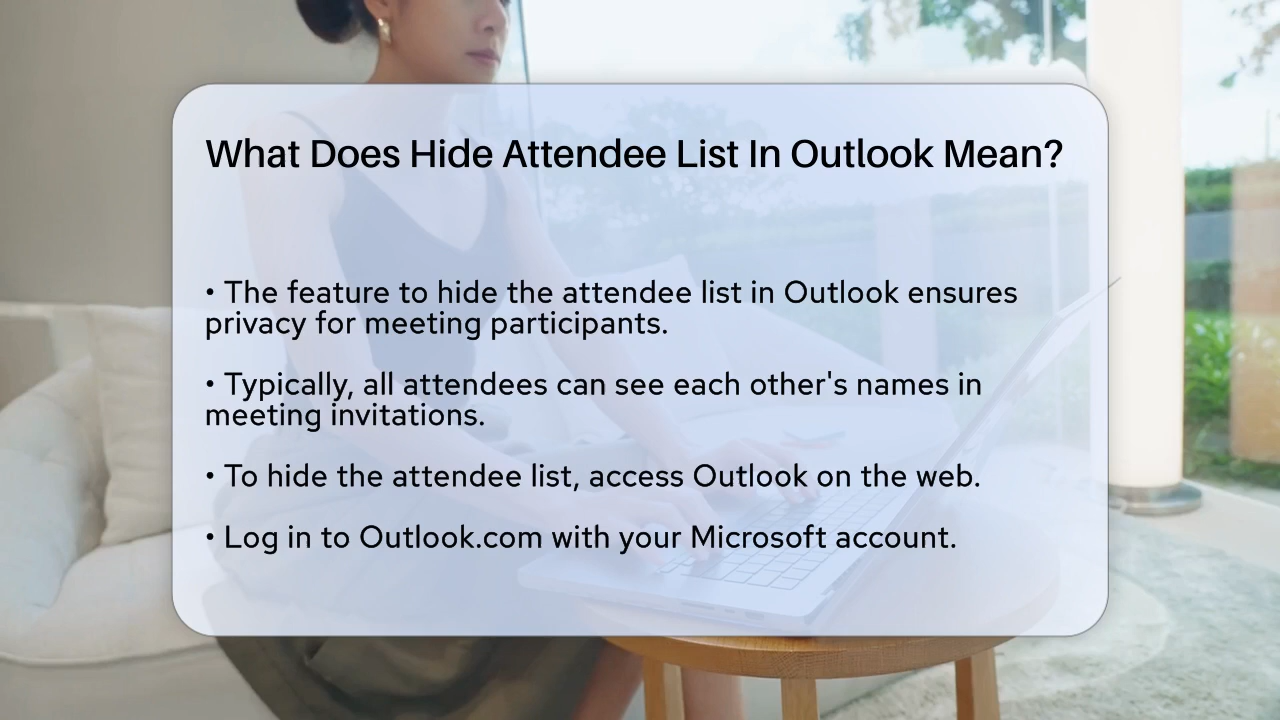 What Does Hide Attendee List In Outlook Mean?
• The feature to hide the attendee list in Outlook ensures
privacy for meeting participants.
• Typically, all attendees can see each other's names in
meeting invitations.
• To hide the attendee list, access Outlook on the web.
• Log in to Outlook.com with your Microsoft account.